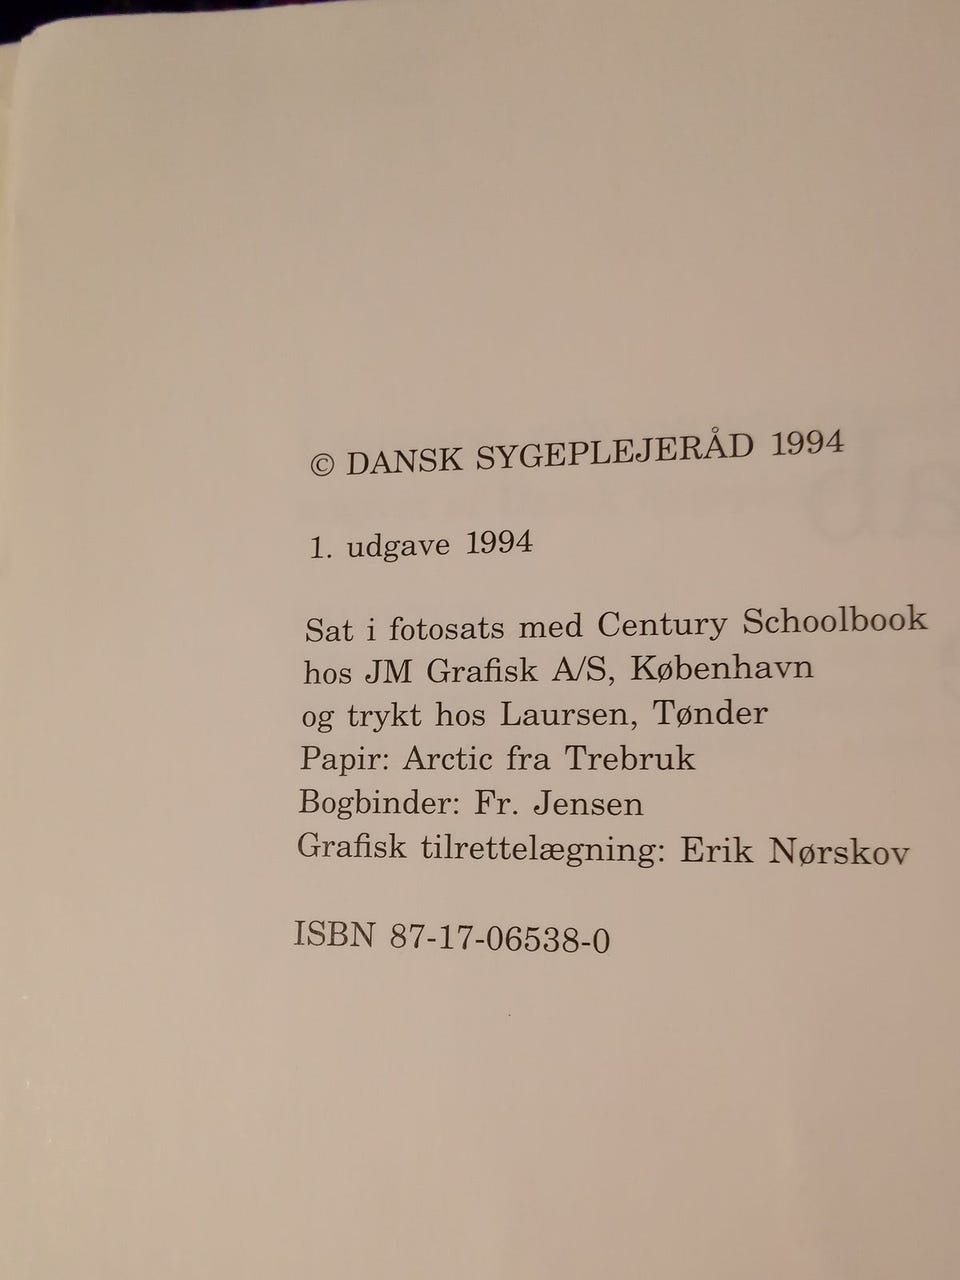 © DANSK SYGEPLEJERÅD 1994
1. udgave 1994
Sat i fotosats med Century Schoolbook
hos JM Grafisk A/S, København
og trykt hos Laursen, Tønder
Papir: Arctic fra Trebruk
Bogbinder: Fr. Jensen
Grafisk tilrettelægning: Erik Nørskov
ISBN 87-17-06538-0